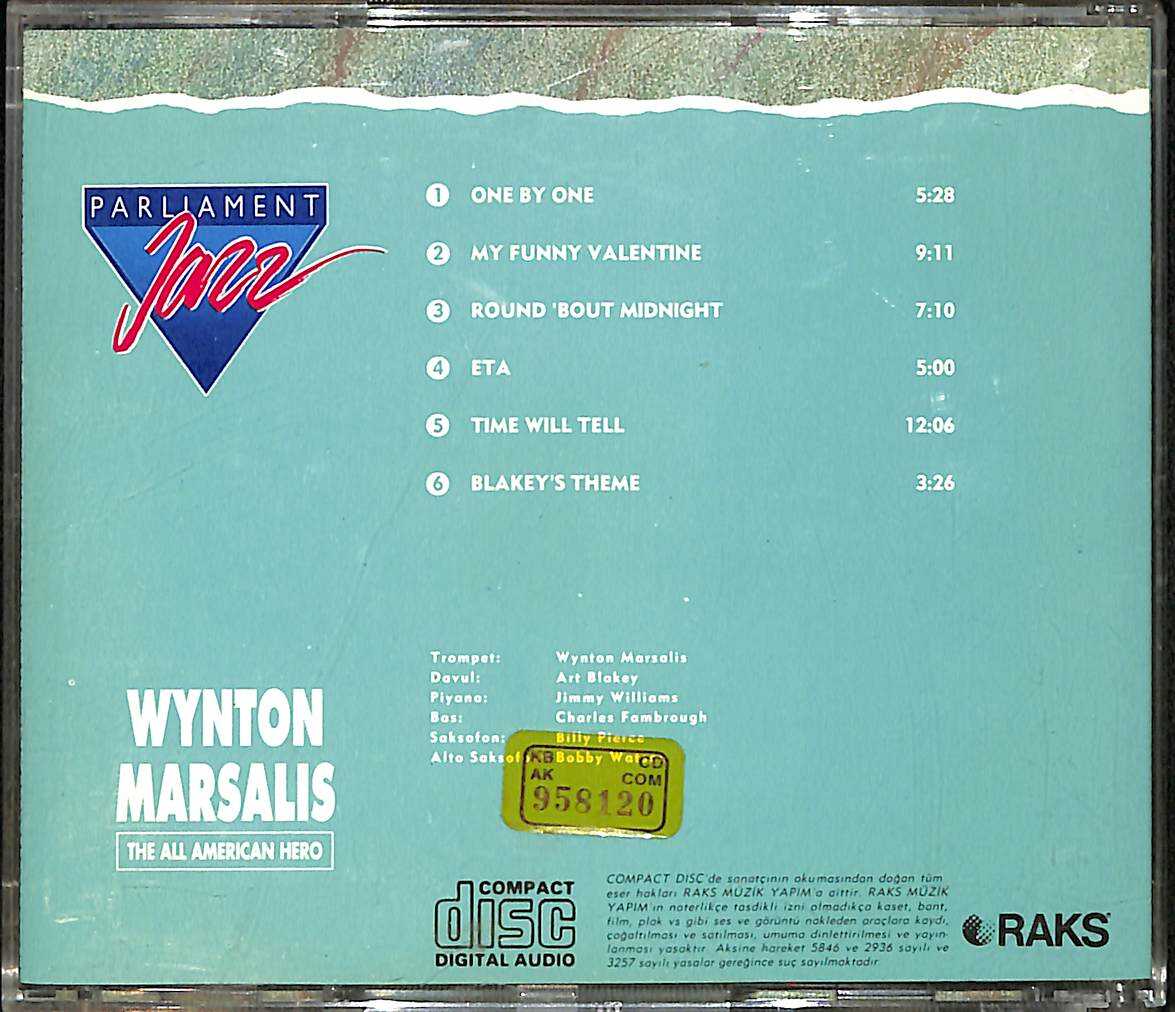 PARLIAMENT
Jazz
1 ONE BY ONE 5:28
2 MY FUNNY VALENTINE 9:11
3 ROUND 'BOUT MIDNIGHT 7:10
4 ETA 5:00
5 TIME WILL TELL 12:06
6 BLAKEY'S THEME 3:26
Trompet: Wynton Marsalis
Davul: Art Blakey
Piyano: Jimmy Williams
Bas: Charles Fambrough
Saksofon: Billy Pierce
Alto Saksof Bobby Wat
KB CD
AK COM
958120
WYNTON
MARSALIS
THE ALL AMERICAN HERO
COMPACT
disc
DIGITAL AUDIO
COMPACT DISC'de sanatçının okumasından doğan tüm
eser hakları RAKS MÜZİK YAPIM'a aittir. RAKS MÜZİK
YAPIM'ın noterlikçe tasdikli izni olmadıkça kaset, bant,
film, plak vs gibi ses ve görüntü nakleden araçlara kaydı,
çoğaltılması ve satılması, umuma dinlettirilmesi ve yayın-
lanması yasaktır. Aksine hareket 5846 ve 2936 sayılı ve
3257 sayılı yasalar gereğince suç sayılmaktadır.
RAKS